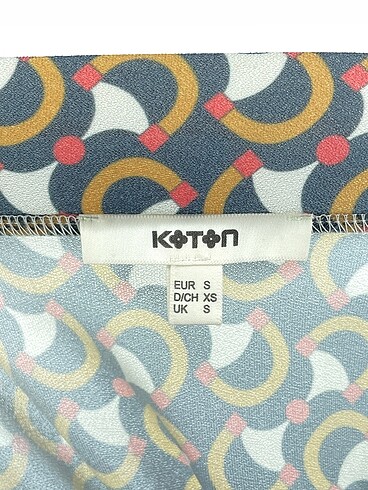 KOTON
EUR S
D/CH XS
UK S